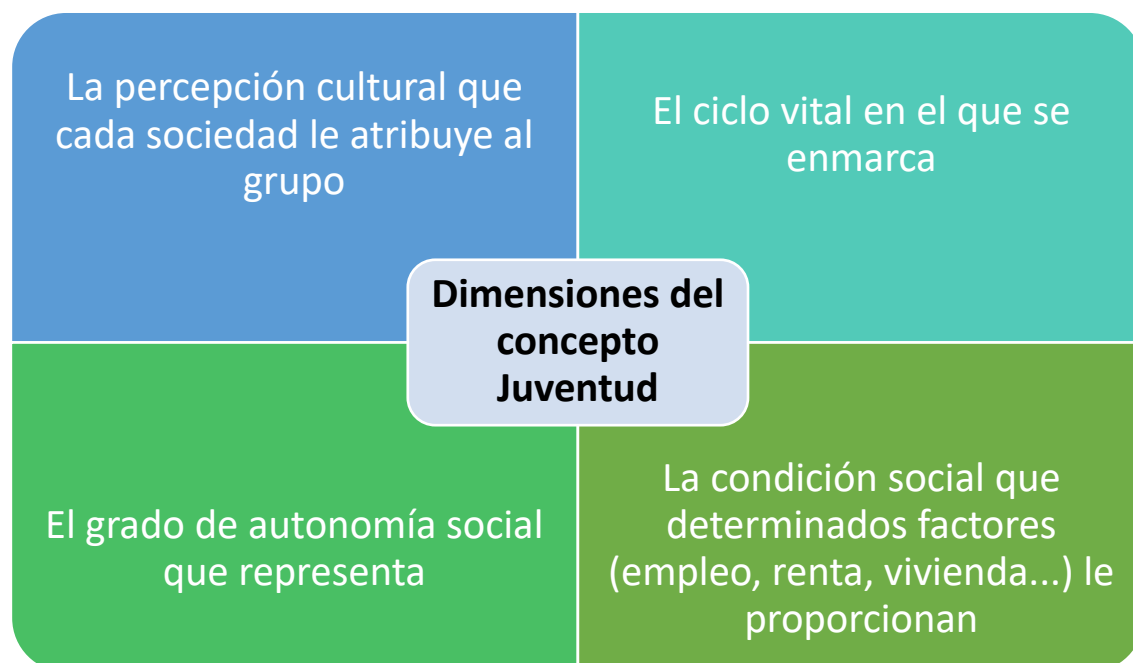 La percepción cultural que
cada sociedad le atribuye al
grupo
El ciclo vital en el que se
enmarca
Dimensiones del
concepto
Juventud
El grado de autonomía social
que representa
La condición social que
determinados factores
(empleo, renta, vivienda...) le
proporcionan